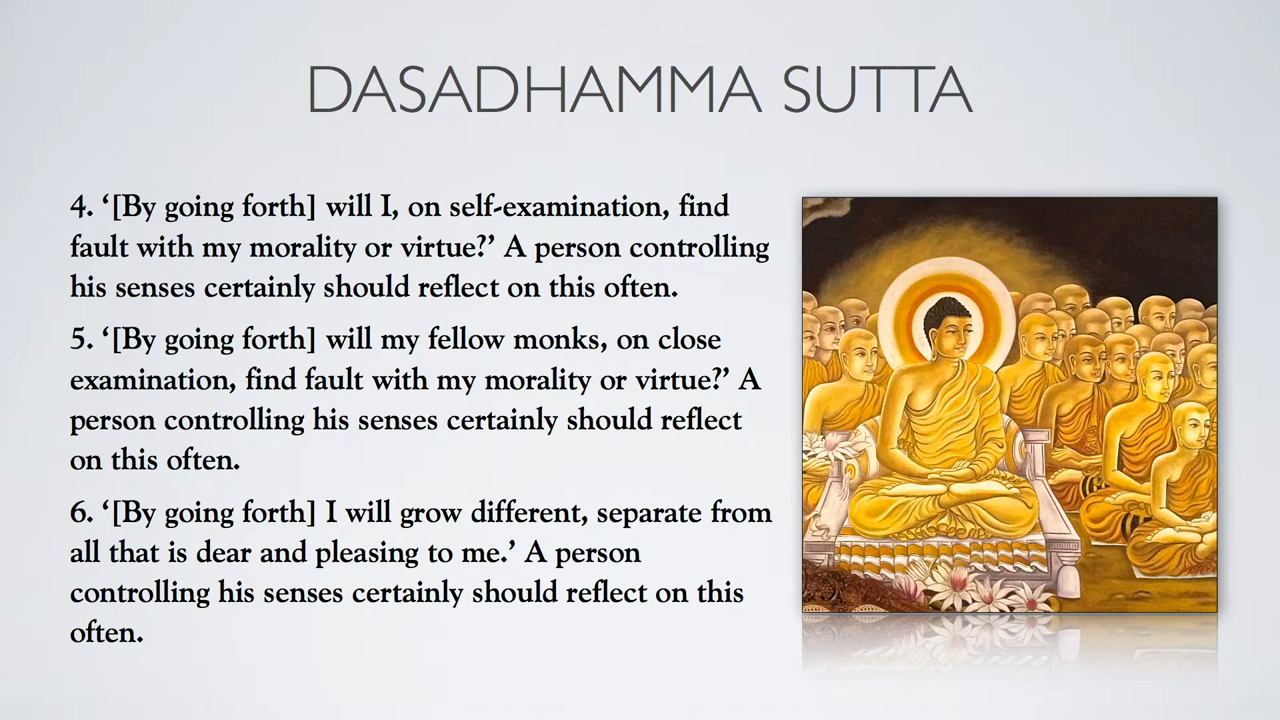 DASADHAMMA SUTTA
4. ‘[By going forth] will I, on self-examination, find
fault with my morality or virtue?’ A person controlling
his senses certainly should reflect on this often.
5. ‘[By going forth] will my fellow monks, on close
examination, find fault with my morality or virtue?’ A
person controlling his senses certainly should reflect
on this often.
6. ‘[By going forth] I will grow different, separate from
all that is dear and pleasing to me.’ A person
controlling his senses certainly should reflect on this
often.